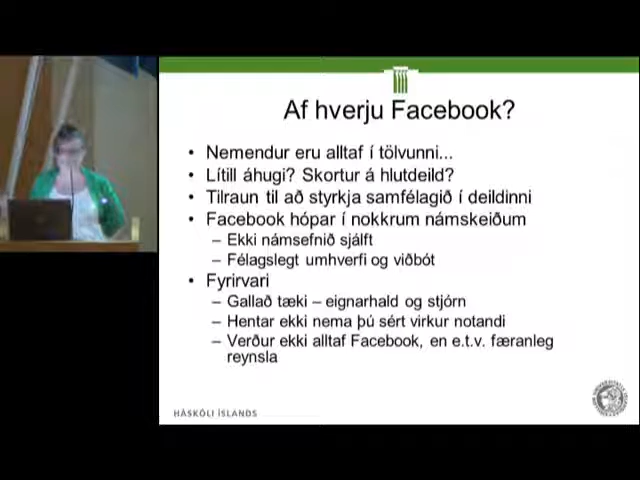 Af hverju Facebook?
• Nemendur eru alltaf í tölvunni...
• Lítill áhugi? Skortur á hlutdeild?
• Tilraun til að styrkja samfélagið í deildinni
• Facebook hópar í nokkrum námskeiðum
– Ekki námsefnið sjálft
– Félagslegt umhverfi og viðbót
• Fyrirvari
– Gallað tæki – eignarhald og stjórn
– Hentar ekki nema þú sért virkur notandi
– Verður ekki alltaf Facebook, en e.t.v. færanleg
reynsla
HÁSKÓLI ÍSLANDS